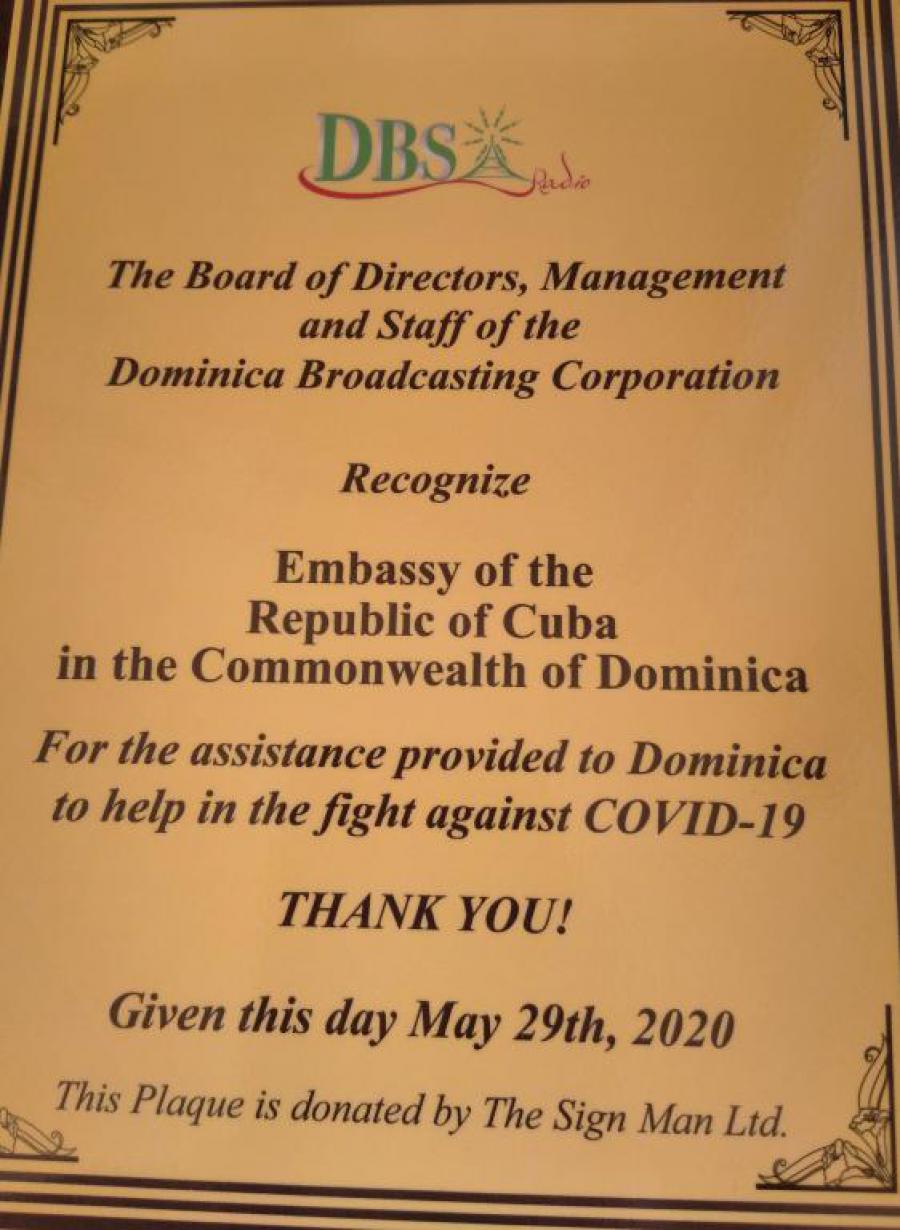 DBS Radio
The Board of Directors, Management
and Staff of the
Dominica Broadcasting Corporation
Recognize
Embassy of the
Republic of Cuba
in the Commonwealth of Dominica
For the assistance provided to Dominica
to help in the fight against COVID-19
THANK YOU!
Given this day May 29th, 2020
This Plaque is donated by The Sign Man Ltd.